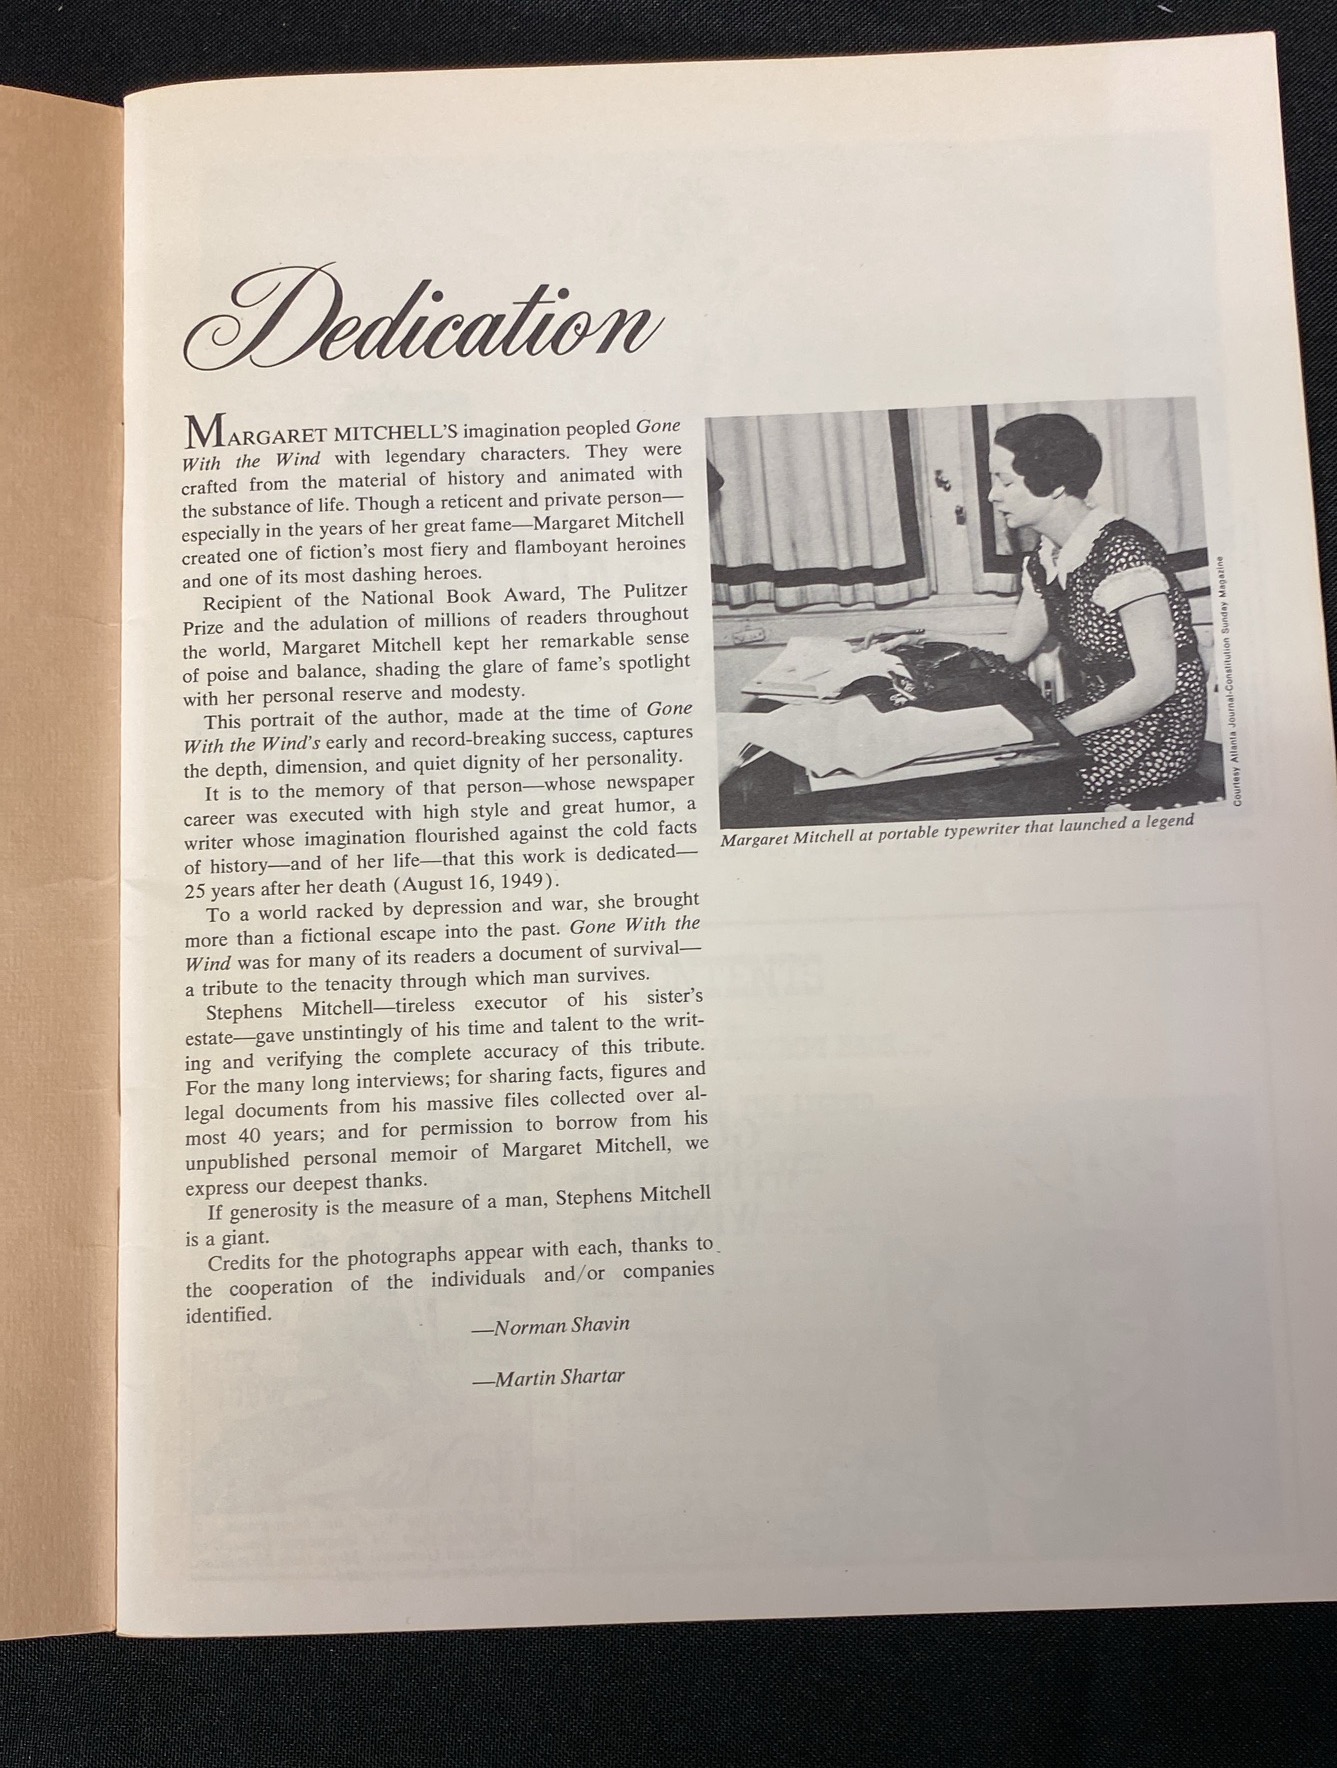 Dedication
MARGARET MITCHELL'S imagination peopled Gone
With the Wind with legendary characters. They were
crafted from the material of history and animated with
the substance of life. Though a reticent and private person—
especially in the years of her great fame—Margaret Mitchell
created one of fiction's most fiery and flamboyant heroines
and one of its most dashing heroes.
Recipient of the National Book Award, The Pulitzer
Prize and the adulation of millions of readers throughout
the world, Margaret Mitchell kept her remarkable sense
of poise and balance, shading the glare of fame's spotlight
with her personal reserve and modesty.
This portrait of the author, made at the time of Gone
With the Wind's early and record-breaking success, captures
the depth, dimension, and quiet dignity of her personality.
It is to the memory of that person—whose newspaper
career was executed with high style and great humor, a
writer whose imagination flourished against the cold facts
of history—and of her life—that this work is dedicated—
25 years after her death (August 16, 1949).
To a world racked by depression and war, she brought
more than a fictional escape into the past. Gone With the
Wind was for many of its readers a document of survival—
a tribute to the tenacity through which man survives.
Stephens Mitchell—tireless executor of his sister's
estate—gave unstintingly of his time and talent to the writ-
ing and verifying the complete accuracy of this tribute.
For the many long interviews; for sharing facts, figures and
legal documents from his massive files collected over al-
most 40 years; and for permission to borrow from his
unpublished personal memoir of Margaret Mitchell, we
express our deepest thanks.
If generosity is the measure of a man, Stephens Mitchell
is a giant.
Credits for the photographs appear with each, thanks to
the cooperation of the individuals and/or companies
identified.
—Norman Shavin
—Martin Shartar
Courtesy Atlanta Journal-Constitution Sunday Magazine
Margaret Mitchell at portable typewriter that launched a legend